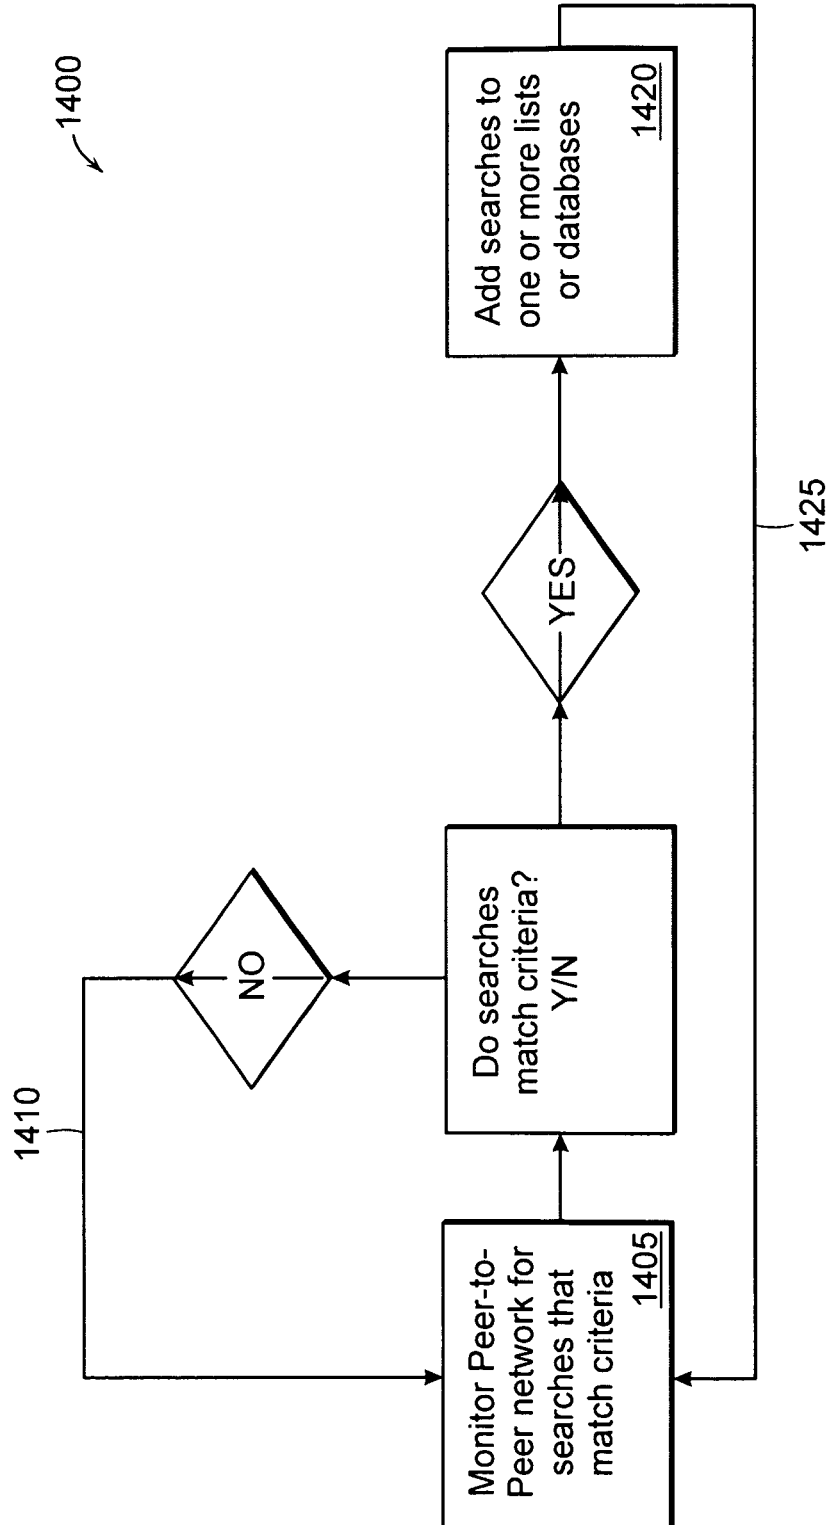 1400
1410
NO
Monitor Peer-to-
Peer network for
searches that
match criteria
1405
Do searches
match criteria?
Y/N
YES
Add searches to
one or more lists
or databases
1420
1425